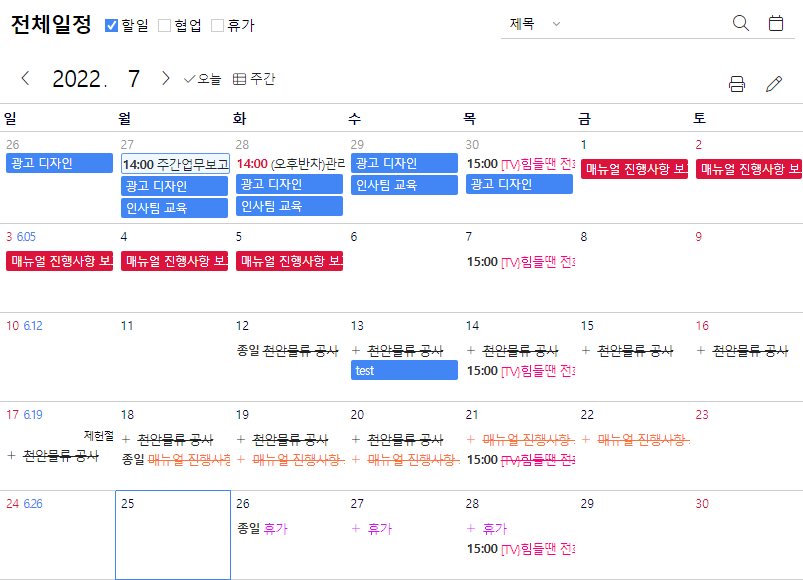 전체일정 할일 협업 휴가 제목
2022. 7 오늘 주간
일 월 화 수 목 금 토
26 27 28 29 30 1 2
광고 디자인 14:00 주간업무보고 14:00 (오후반차)관리 광고 디자인 15:00 [TV]힘들땐 전화 매뉴얼 진행사항 보고 매뉴얼 진행사항 보고
광고 디자인 광고 디자인 인사팀 교육 광고 디자인
인사팀 교육 인사팀 교육
3 6.05 4 5 6 7 8 9
매뉴얼 진행사항 보고 매뉴얼 진행사항 보고 매뉴얼 진행사항 보고 15:00 [TV]힘들땐 전화
10 6.12 11 12 13 14 15 16
종일 천안물류 공사 + 천안물류 공사 + 천안물류 공사 + 천안물류 공사 + 천안물류 공사
test 15:00 [TV]힘들땐 전화
17 6.19 18 19 20 21 22 23
제헌절
+ 천안물류 공사 + 천안물류 공사 + 천안물류 공사 + 천안물류 공사 + 매뉴얼 진행사항 + 매뉴얼 진행사항
종일 매뉴얼 진행사항 + 매뉴얼 진행사항 + 매뉴얼 진행사항 15:00 [TV]힘들땐 전화
24 6.26 25 26 27 28 29 30
종일 휴가 + 휴가 + 휴가
15:00 [TV]힘들땐 전화